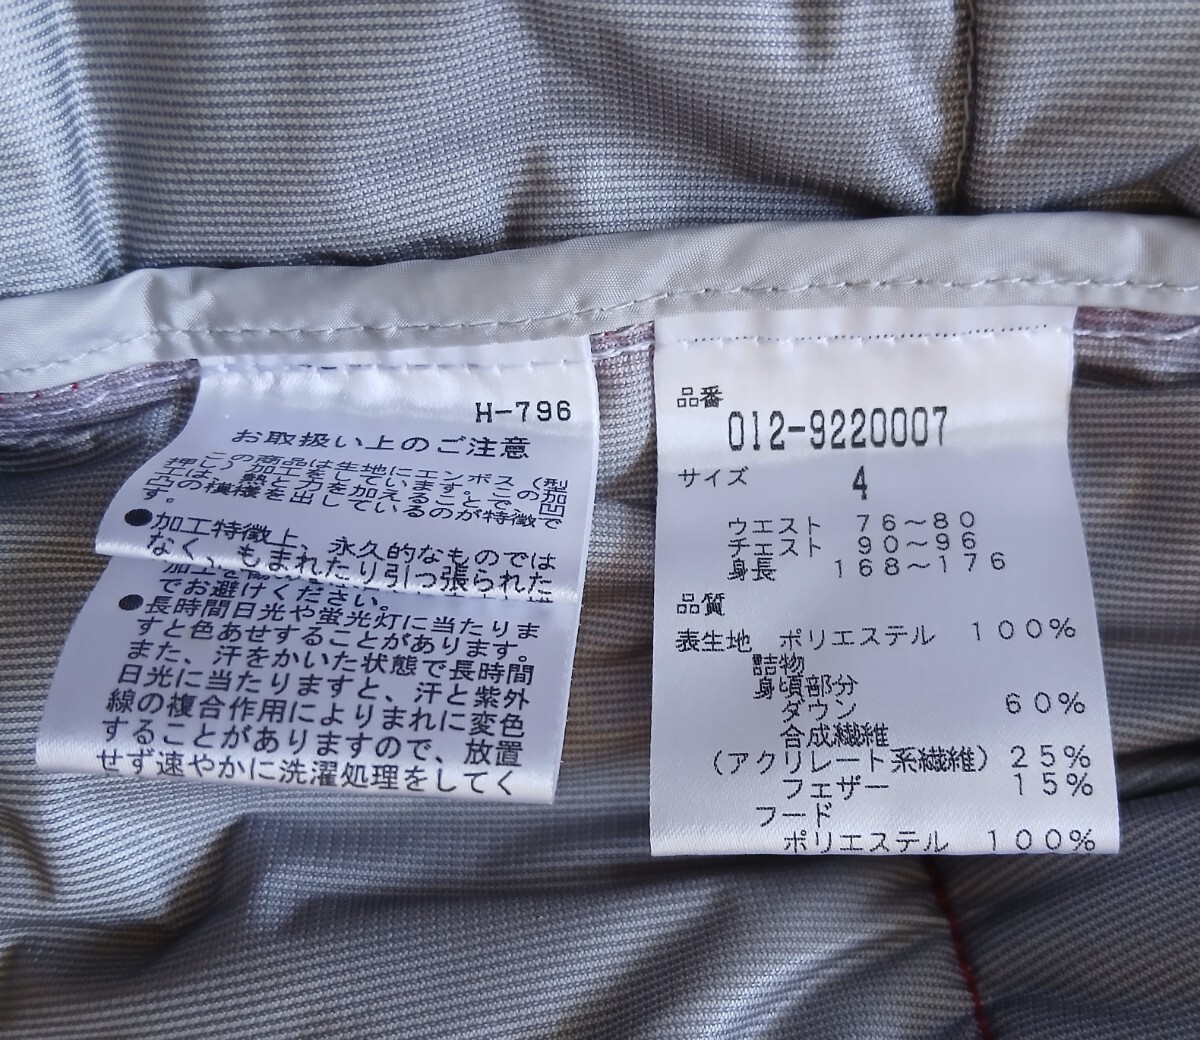 H-796
お取扱い上のご注意
この商品は生地にエンボス（型
押し）加工をしています。この加
工は、熱と力を加えることで、凹
凸の模様を出しているのが特徴で
す。
●加工特徴上、永久的なものでは
なく、もまれたり引っ張られた
でお避けください。
●長時間日光や蛍光灯に当たりま
すと色あせすることがあります。
また、汗をかいた状態で長時間
日光に当たりますと、汗と紫外
線の複合作用によりまれに変色
することがありますので、放置
せず速やかに洗濯処理をしてく
品番
012-9220007
サイズ 4
ウエスト 76～80
チェスト 90～96
身長 168～176
品質
表生地 ポリエステル 100%
詰物
身頃部分
ダウン 60%
合成繊維
（アクリレート系繊維） 25%
フェザー 15%
フード
ポリエステル 100%